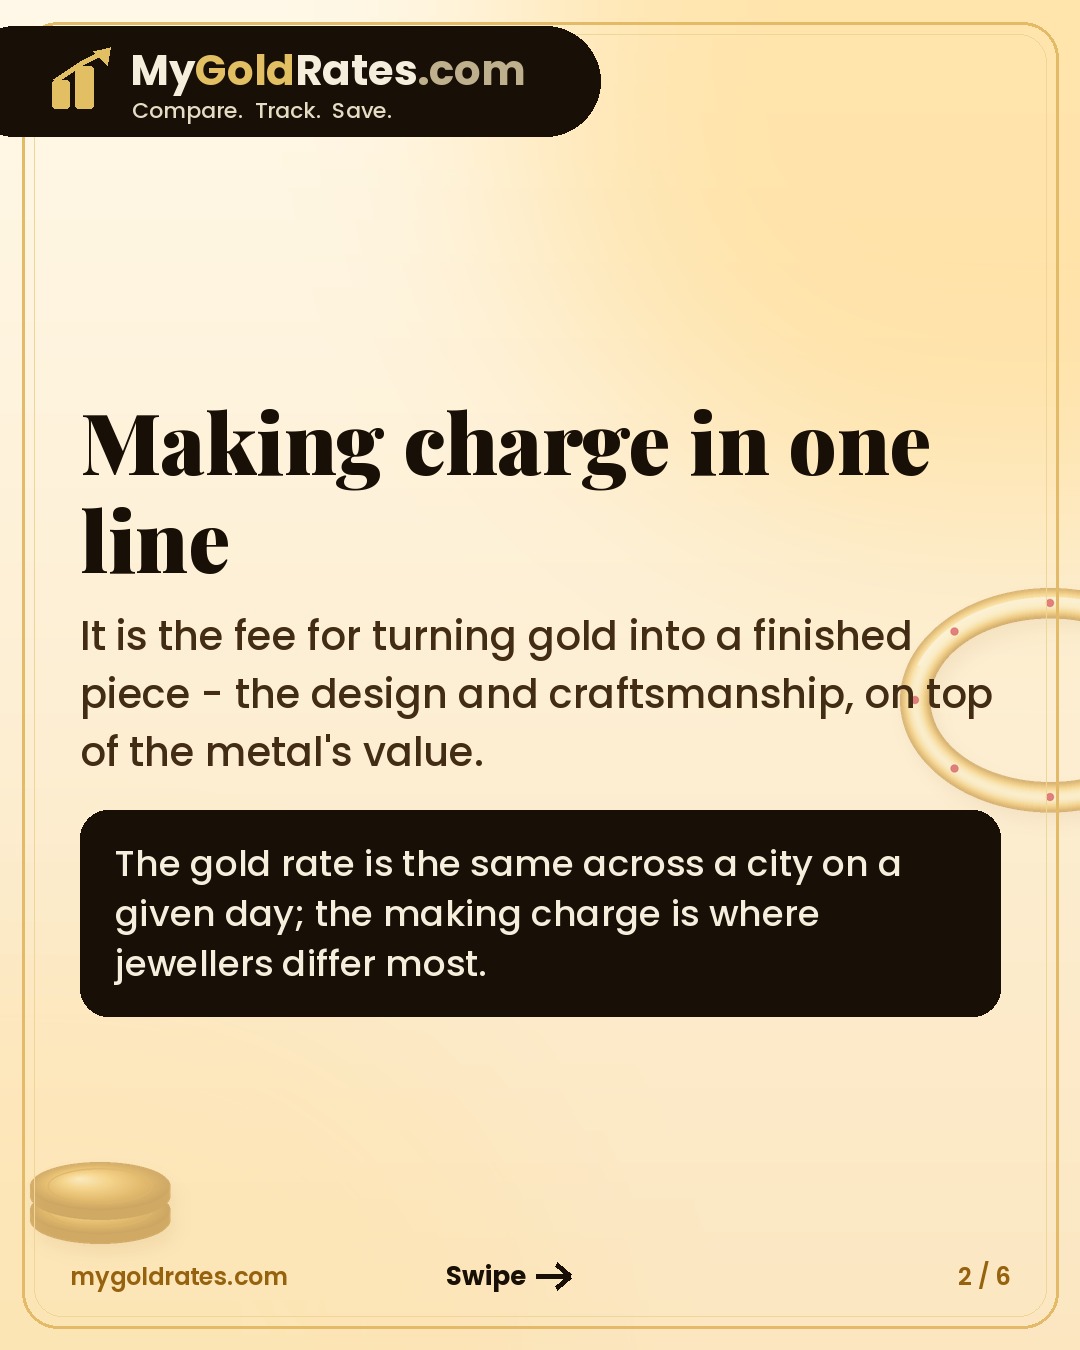 MyGoldRates.com
Compare. Track. Save.
Making charge in one
line
It is the fee for turning gold into a finished
piece - the design and craftsmanship, on top
of the metal's value.
The gold rate is the same across a city on a
given day; the making charge is where
jewellers differ most.
mygoldrates.com
Swipe →
2 / 6